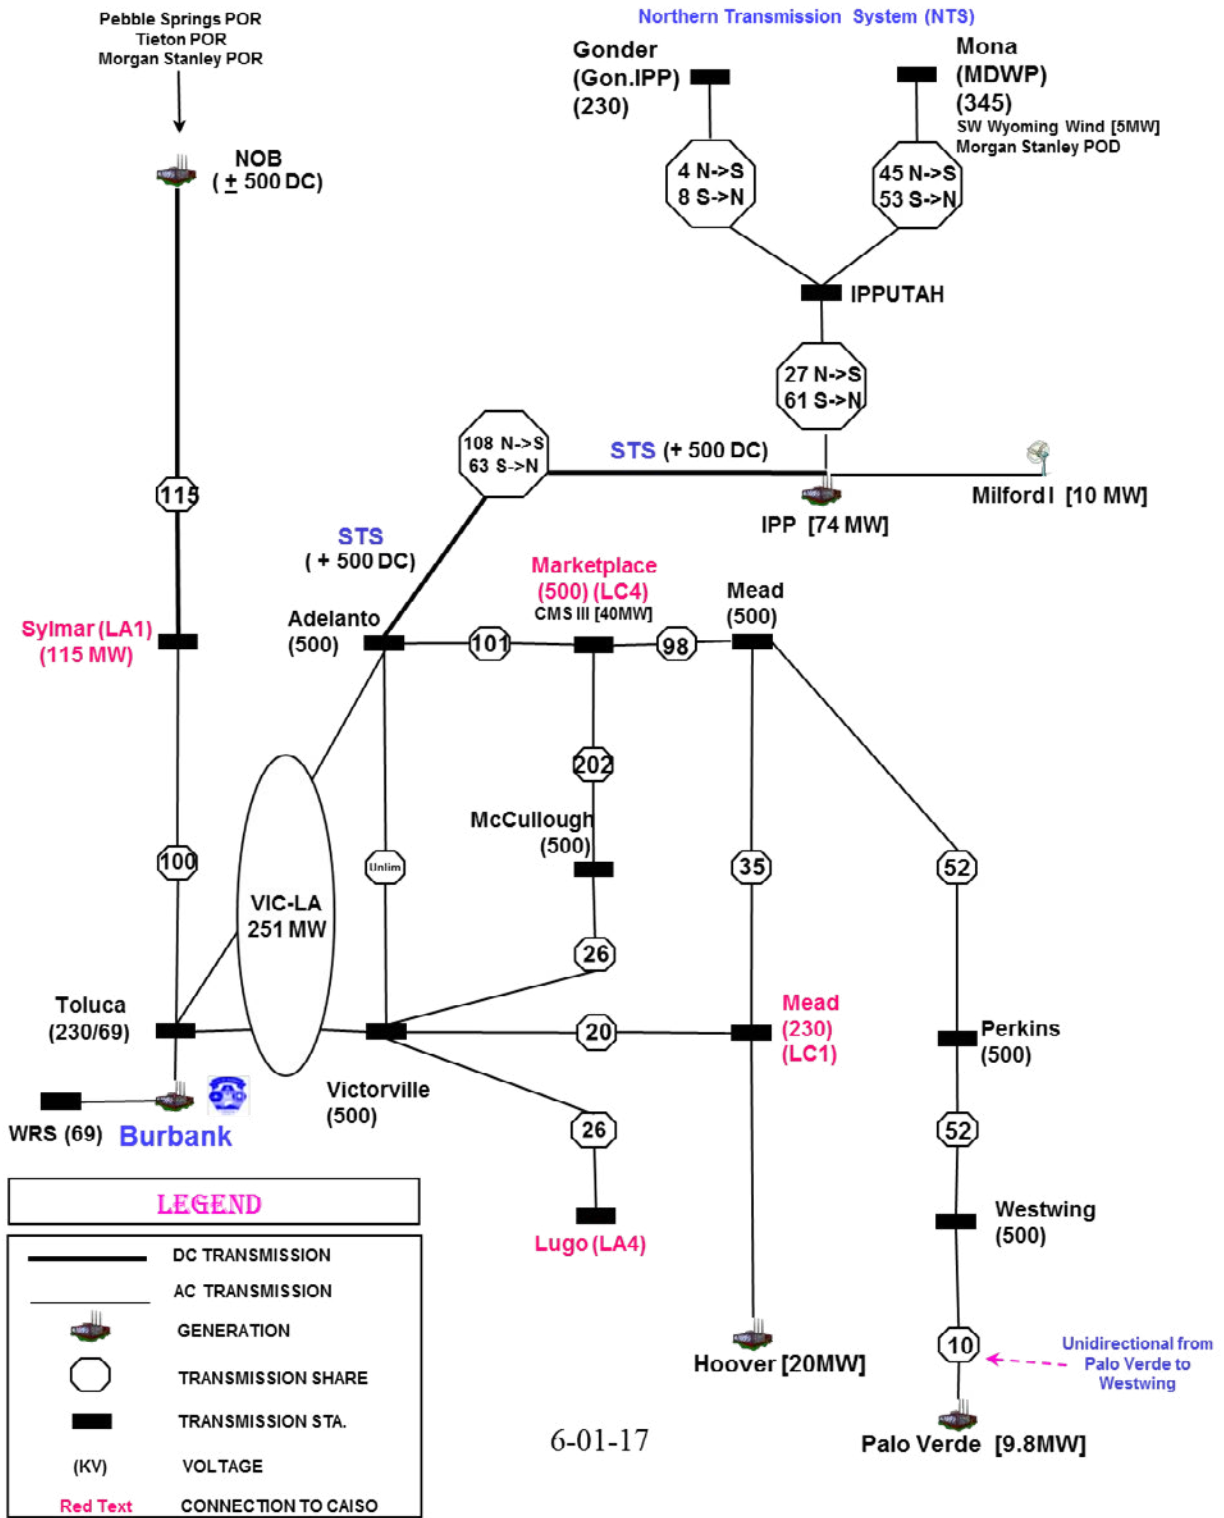 Pebble Springs POR
Tieton POR
Morgan Stanley POR
Northern Transmission System (NTS)
Gonder
(Gon.IPP)
(230)
Mona
(MDWP)
(345)
SW Wyoming Wind [5MW]
Morgan Stanley POD
NOB
( ± 500 DC)
4 N->S
8 S->N
45 N->S
53 S->N
IPPUTAH
27 N->S
61 S->N
108 N->S
63 S->N
STS (+ 500 DC)
115
Milford I [10 MW]
IPP [74 MW]
STS
( + 500 DC)
Marketplace
(500) (LC4)
CMS III [40MW]
Mead
(500)
Adelanto
(500)
Sylmar (LA1)
(115 MW)
101
98
202
McCullough
(500)
100
Unlim
35
52
VIC-LA
251 MW
26
Toluca
(230/69)
20
Mead
(230)
(LC1)
Perkins
(500)
Victorville
(500)
WRS (69)
Burbank
26
52
Westwing
(500)
Lugo (LA4)
LEGEND
DC TRANSMISSION
AC TRANSMISSION
GENERATION
TRANSMISSION SHARE
TRANSMISSION STA.
(KV) VOLTAGE
Red Text CONNECTION TO CAISO
Hoover [20MW]
10
Unidirectional from
Palo Verde to
Westwing
6-01-17
Palo Verde [9.8MW]